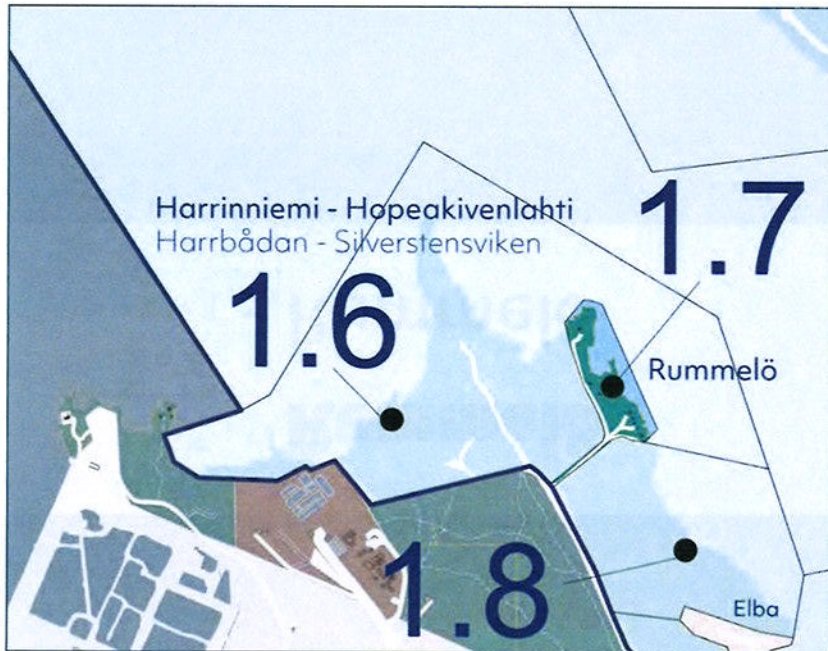 Harrinniemi - Hopeakivenlahti
Harrbådan - Silverstensviken
1.7
1.6
Rummelö
1.8
Elba